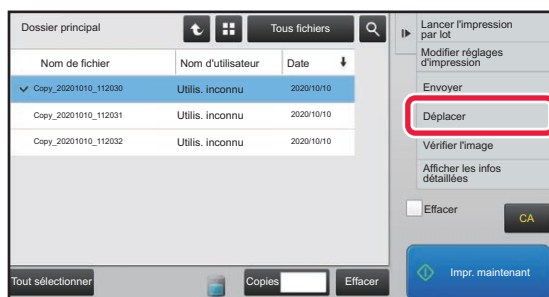 Dossier principal
Tous fichiers
Nom de fichier
Nom d'utilisateur
Date
Copy_20201010_112030
Utilis. inconnu
2020/10/10
Copy_20201010_112031
Utilis. inconnu
2020/10/10
Copy_20201010_112032
Utilis. inconnu
2020/10/10
Tout sélectionner
Copies
Effacer
Lancer l'impression
par lot
Modifier réglages
d'impression
Envoyer
Déplacer
Vérifier l'image
Afficher les infos
détaillées
Effacer
CA
Impr. maintenant